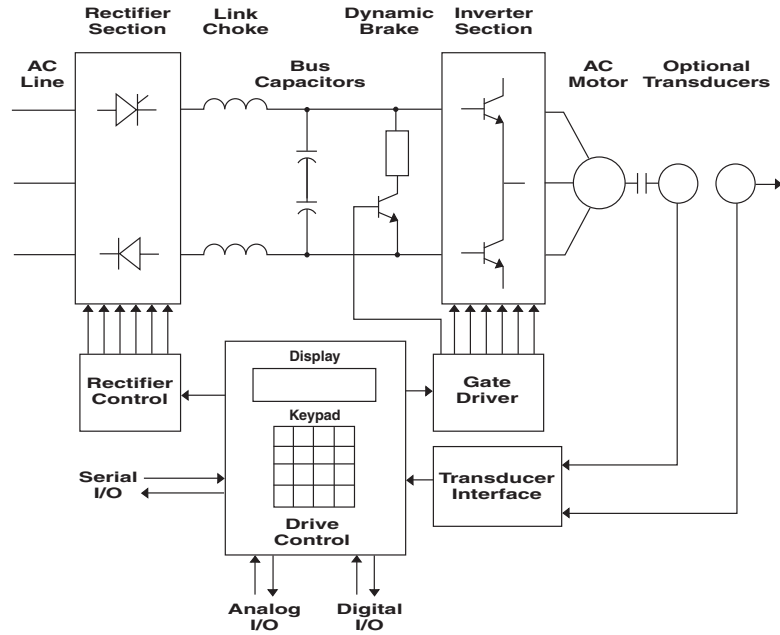 Rectifier
Section
Link
Choke
Dynamic
Brake
Inverter
Section
AC
Line
Bus
Capacitors
AC
Motor
Optional
Transducers
Display
Rectifier
Control
Gate
Driver
Keypad
Serial
I/O
Transducer
Interface
Drive
Control
Analog
I/O
Digital
I/O